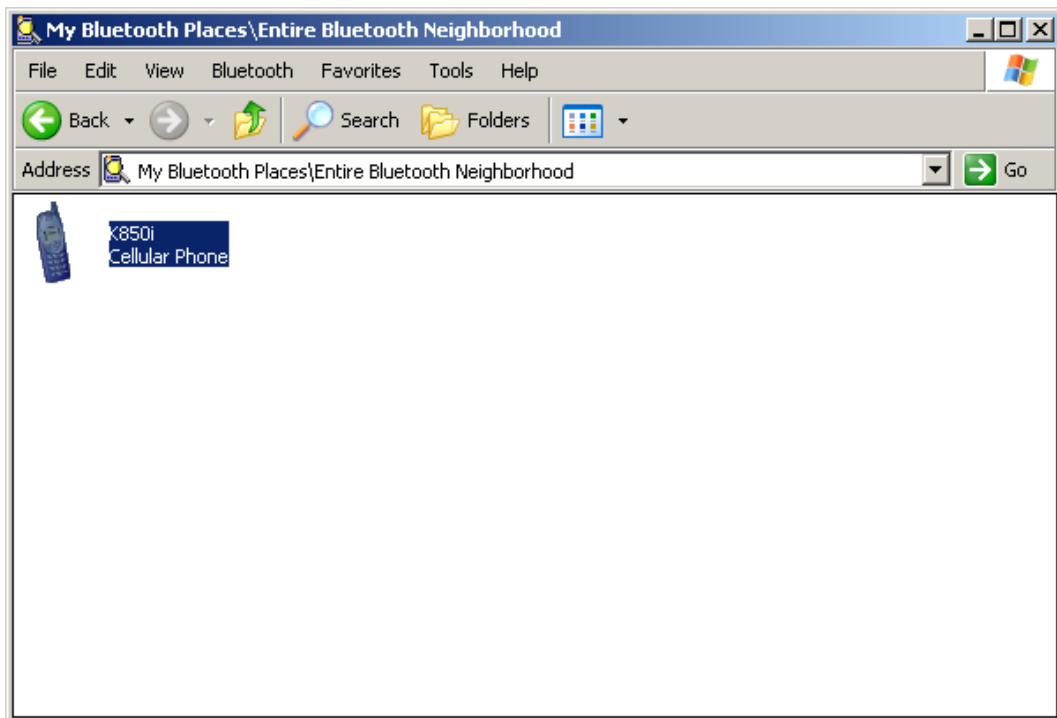 My Bluetooth Places\Entire Bluetooth Neighborhood
File Edit View Bluetooth Favorites Tools Help
Back Search Folders
Address My Bluetooth Places\Entire Bluetooth Neighborhood Go
K850i
Cellular Phone